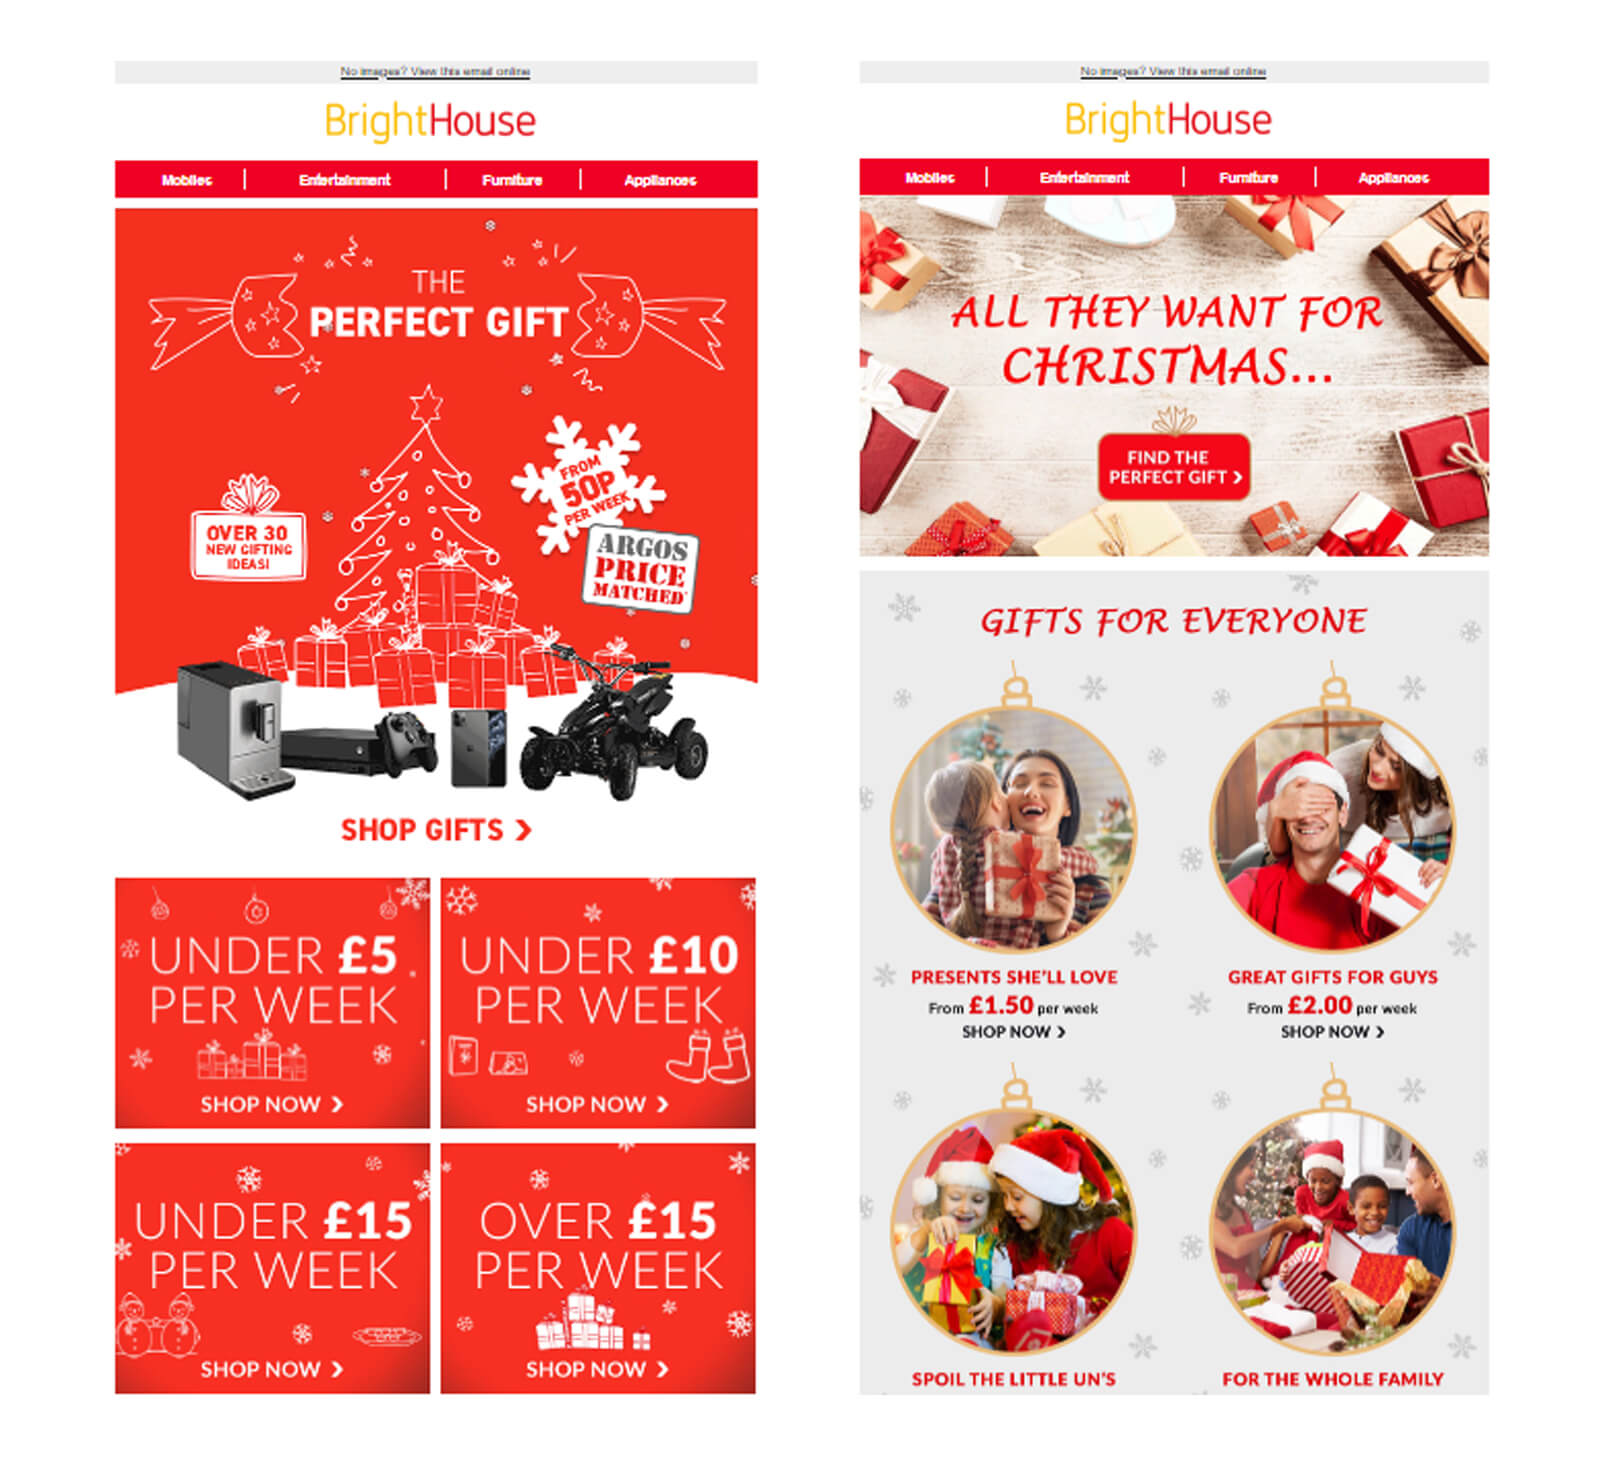 No images? View this email online
BrightHouse
Mobiles
Entertainment
Furniture
Appliances
THE
PERFECT GIFT
FROM
50P
PER WEEK
OVER 30
NEW GIFTING
IDEAS!
ARGOS
PRICE
MATCHED
SHOP GIFTS ❯
UNDER £5
PER WEEK
SHOP NOW ❯
UNDER £10
PER WEEK
SHOP NOW ❯
UNDER £15
PER WEEK
SHOP NOW ❯
OVER £15
PER WEEK
SHOP NOW ❯
No images? View this email online
BrightHouse
Mobiles
Entertainment
Furniture
Appliances
ALL THEY WANT FOR
CHRISTMAS...
FIND THE
PERFECT GIFT ❯
GIFTS FOR EVERYONE
PRESENTS SHE'LL LOVE
From £1.50 per week
SHOP NOW ❯
GREAT GIFTS FOR GUYS
From £2.00 per week
SHOP NOW ❯
SPOIL THE LITTLE UN'S
FOR THE WHOLE FAMILY